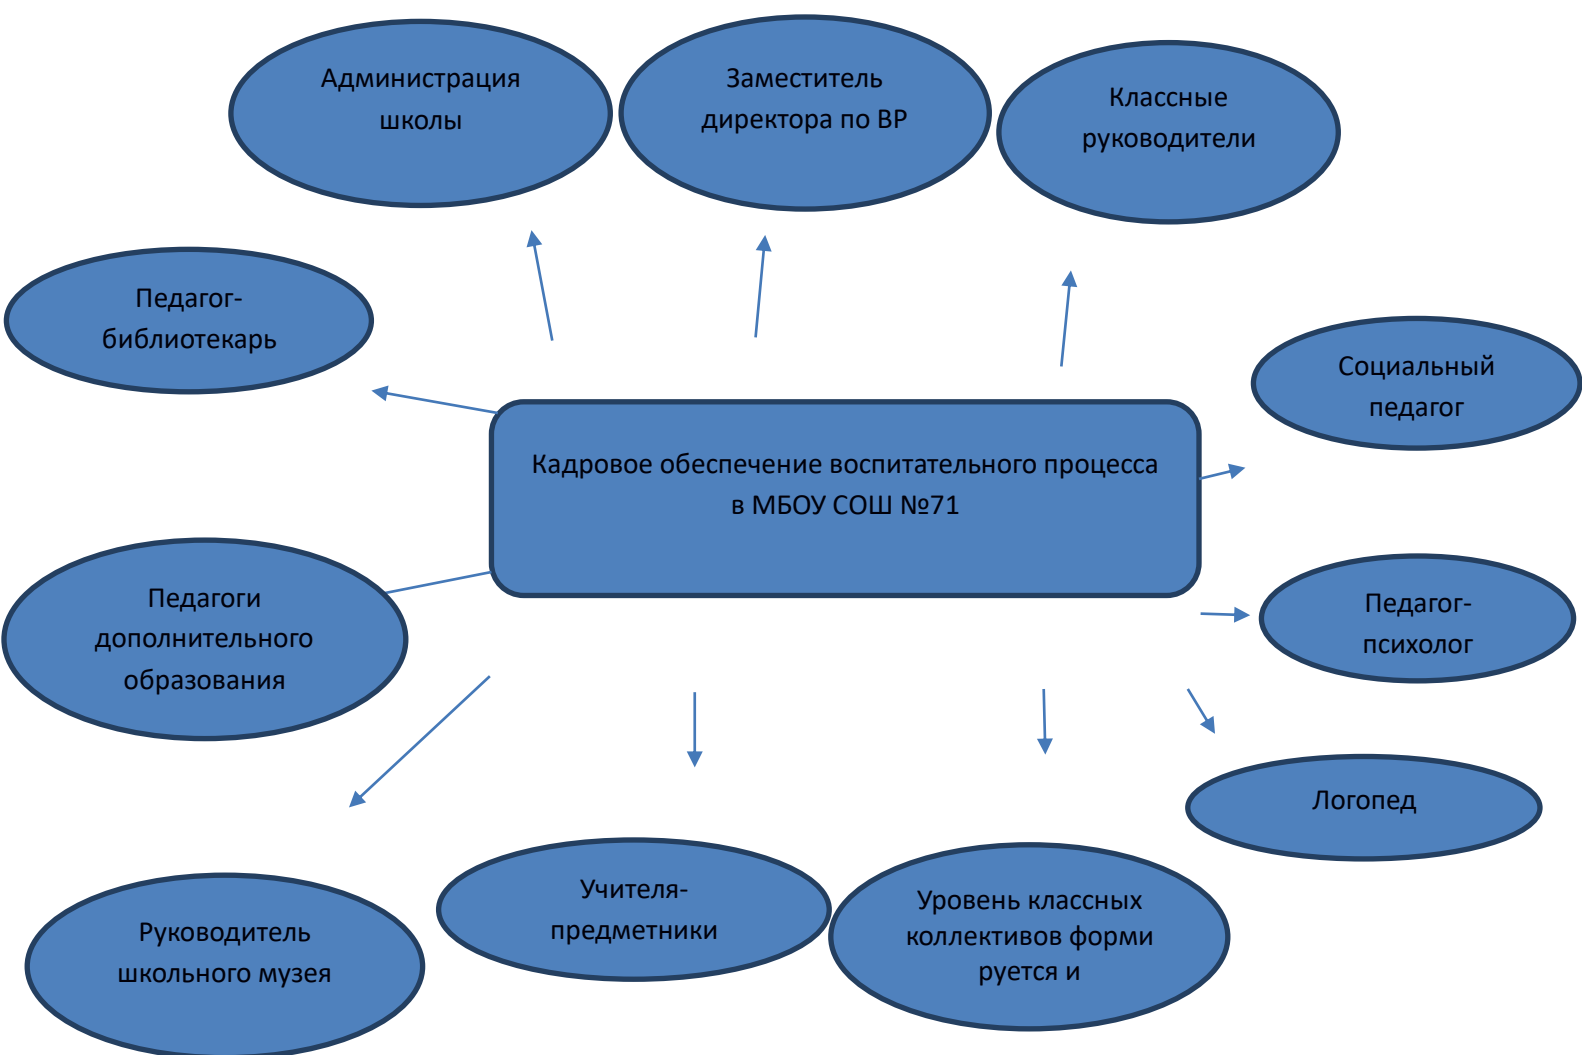 Администрация
школы
Заместитель
директора по ВР
Классные
руководители
Педагог-
библиотекарь
Социальный
педагог
Кадровое обеспечение воспитательного процесса
в МБОУ СОШ №71
Педагоги
дополнительного
образования
Педагог-
психолог
Логопед
Руководитель
школьного музея
Учителя-
предметники
Уровень классных
коллективов форми
руется и